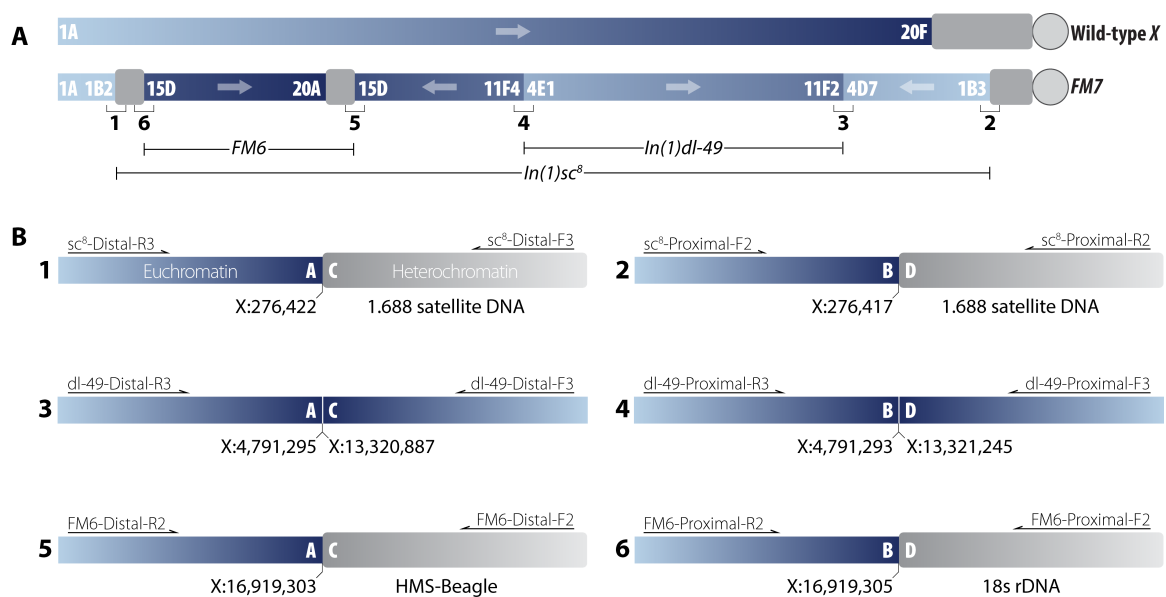 A
1A 20F Wild-type X
1A 1B2 15D 20A 15D 11F4 4E1 11F2 4D7 1B3 FM7
1 6 5 4 3 2
FM6 In(1)dl-49
In(1)sc⁸
B
sc⁸-Distal-R3 sc⁸-Distal-F3
1 Euchromatin A C Heterochromatin
X:276,422 1.688 satellite DNA
sc⁸-Proximal-F2 sc⁸-Proximal-R2
2 B D
X:276,417 1.688 satellite DNA
dl-49-Distal-R3 dl-49-Distal-F3
3 A C
X:4,791,295 X:13,320,887
dl-49-Proximal-R3 dl-49-Proximal-F3
4 B D
X:4,791,293 X:13,321,245
FM6-Distal-R2 FM6-Distal-F2
5 A C
X:16,919,303 HMS-Beagle
FM6-Proximal-R2 FM6-Proximal-F2
6 B D
X:16,919,305 18s rDNA